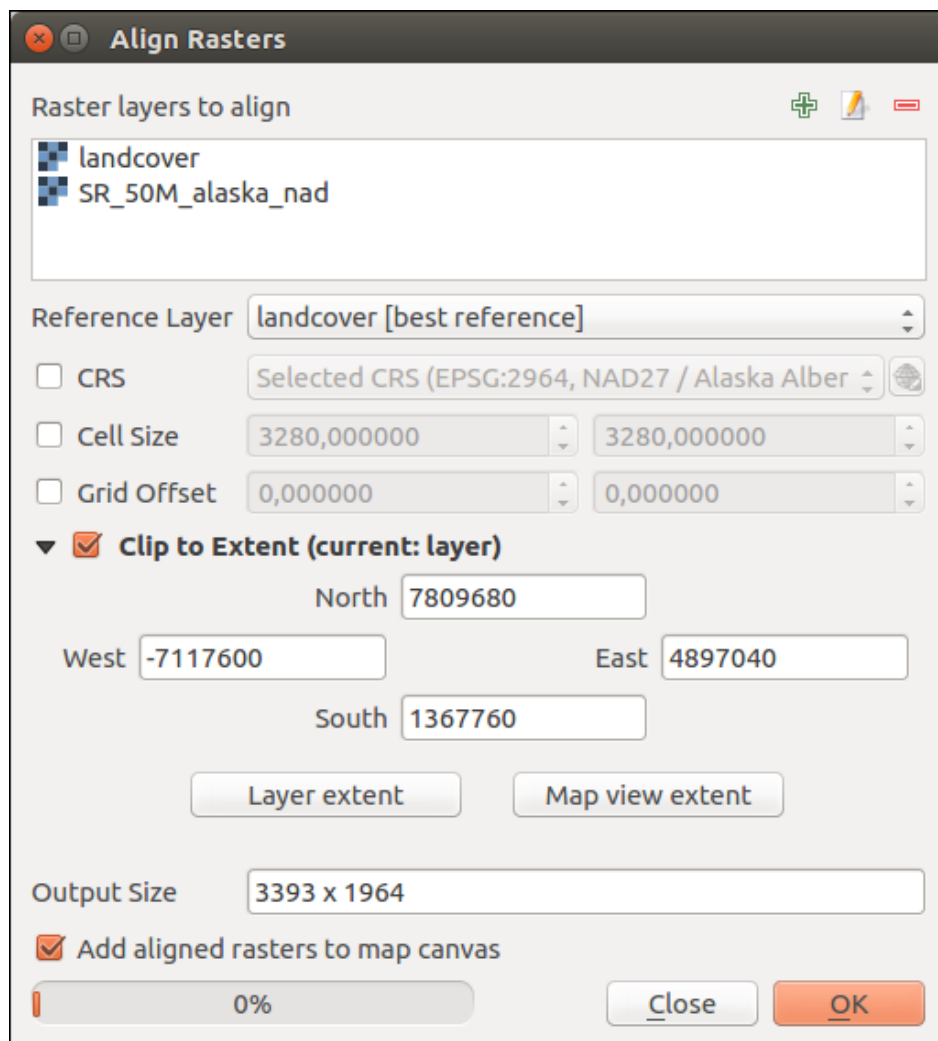 Align Rasters
Raster layers to align
landcover
SR_50M_alaska_nad
Reference Layer landcover [best reference]
CRS Selected CRS (EPSG:2964, NAD27 / Alaska Alber
Cell Size 3280,000000 3280,000000
Grid Offset 0,000000 0,000000
Clip to Extent (current: layer)
North 7809680
West -7117600 East 4897040
South 1367760
Layer extent Map view extent
Output Size 3393 x 1964
Add aligned rasters to map canvas
0% Close OK